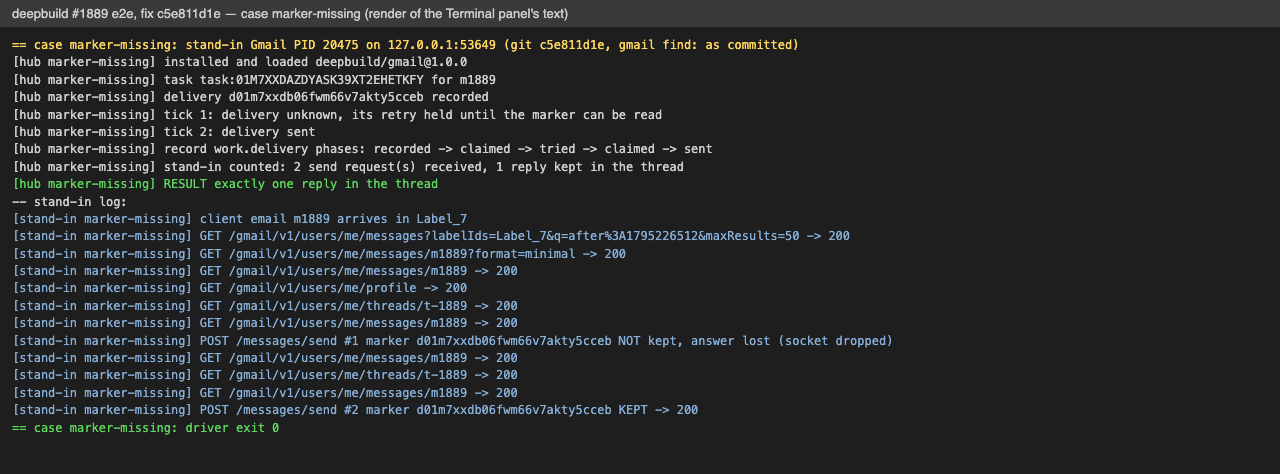 deepbuild #1889 e2e, fix c5e811d1e — case marker-missing (render of the Terminal panel's text)
== case marker-missing: stand-in Gmail PID 20475 on 127.0.0.1:53649 (git c5e811d1e, gmail find: as committed)
[hub marker-missing] installed and loaded deepbuild/gmail@1.0.0
[hub marker-missing] task task:01M7XXDAZDYASK39XT2EHETKFY for m1889
[hub marker-missing] delivery d01m7xxdb06fwm66v7akty5cceb recorded
[hub marker-missing] tick 1: delivery unknown, its retry held until the marker can be read
[hub marker-missing] tick 2: delivery sent
[hub marker-missing] record work.delivery phases: recorded -> claimed -> tried -> claimed -> sent
[hub marker-missing] stand-in counted: 2 send request(s) received, 1 reply kept in the thread
[hub marker-missing] RESULT exactly one reply in the thread
-- stand-in log:
[stand-in marker-missing] client email m1889 arrives in Label_7
[stand-in marker-missing] GET /gmail/v1/users/me/messages?labelIds=Label_7&q=after%3A1795226512&maxResults=50 -> 200
[stand-in marker-missing] GET /gmail/v1/users/me/messages/m1889?format=minimal -> 200
[stand-in marker-missing] GET /gmail/v1/users/me/messages/m1889 -> 200
[stand-in marker-missing] GET /gmail/v1/users/me/profile -> 200
[stand-in marker-missing] GET /gmail/v1/users/me/threads/t-1889 -> 200
[stand-in marker-missing] GET /gmail/v1/users/me/messages/m1889 -> 200
[stand-in marker-missing] POST /messages/send #1 marker d01m7xxdb06fwm66v7akty5cceb NOT kept, answer lost (socket dropped)
[stand-in marker-missing] GET /gmail/v1/users/me/messages/m1889 -> 200
[stand-in marker-missing] GET /gmail/v1/users/me/threads/t-1889 -> 200
[stand-in marker-missing] GET /gmail/v1/users/me/messages/m1889 -> 200
[stand-in marker-missing] POST /messages/send #2 marker d01m7xxdb06fwm66v7akty5cceb KEPT -> 200
== case marker-missing: driver exit 0